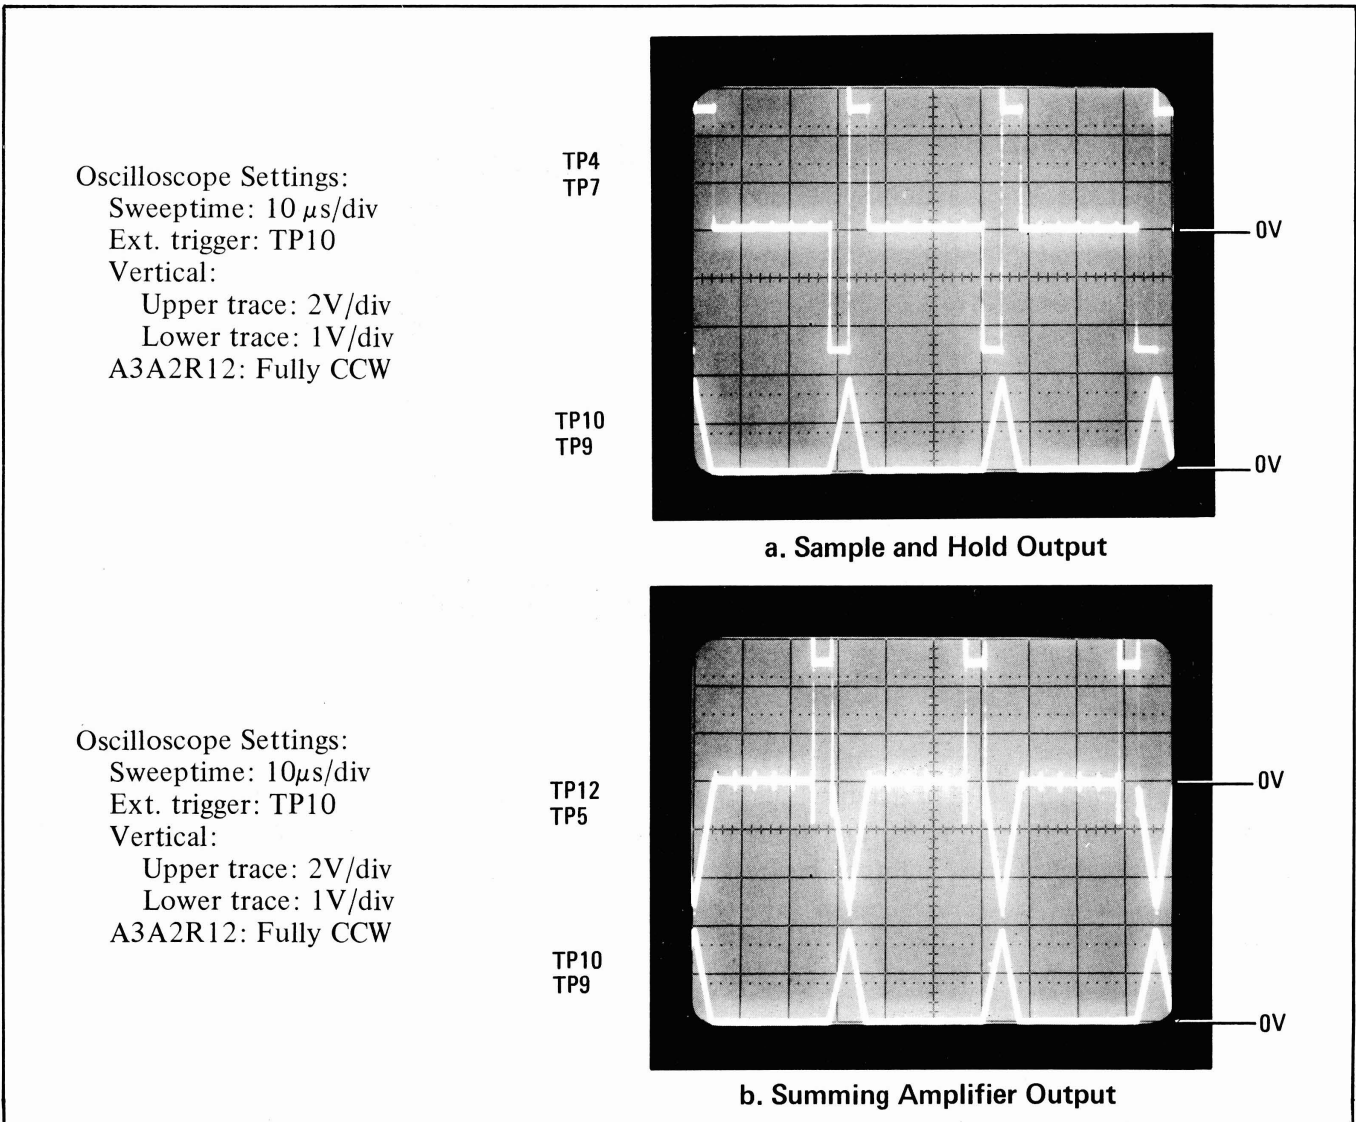 Oscilloscope Settings:
Sweeptime: 10 μs/div
Ext. trigger: TP10
Vertical:
Upper trace: 2V/div
Lower trace: 1V/div
A3A2R12: Fully CCW
TP4
TP7
0V
TP10
TP9
0V
a. Sample and Hold Output
Oscilloscope Settings:
Sweeptime: 10μs/div
Ext. trigger: TP10
Vertical:
Upper trace: 2V/div
Lower trace: 1V/div
A3A2R12: Fully CCW
TP12
TP5
0V
TP10
TP9
0V
b. Summing Amplifier Output